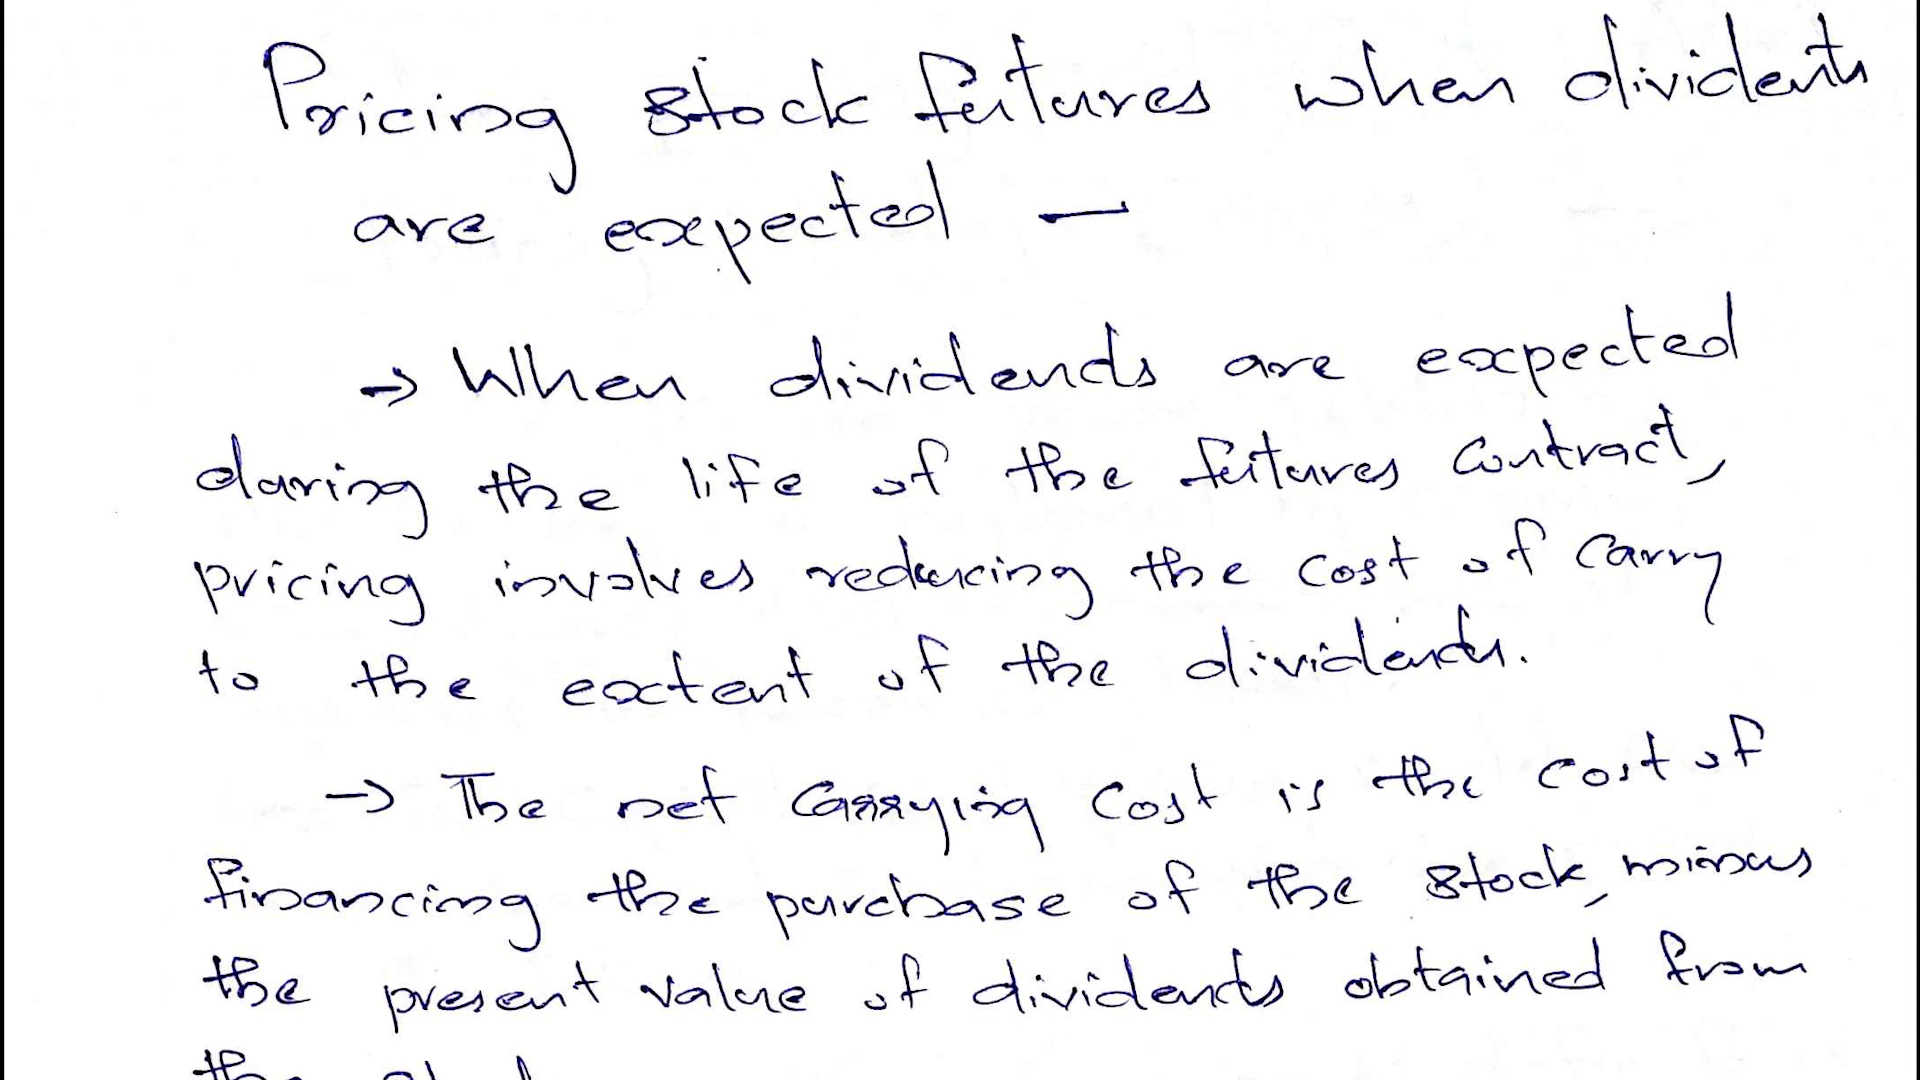 Pricing stock futures when dividents
are expected —
→ When dividends are expected
during the life of the futures contract,
pricing involves reducing the cost of carry
to the extent of the dividends.
→ The net carrying cost is the cost of
financing the purchase of the stock, minus
the present value of dividends obtained from
the